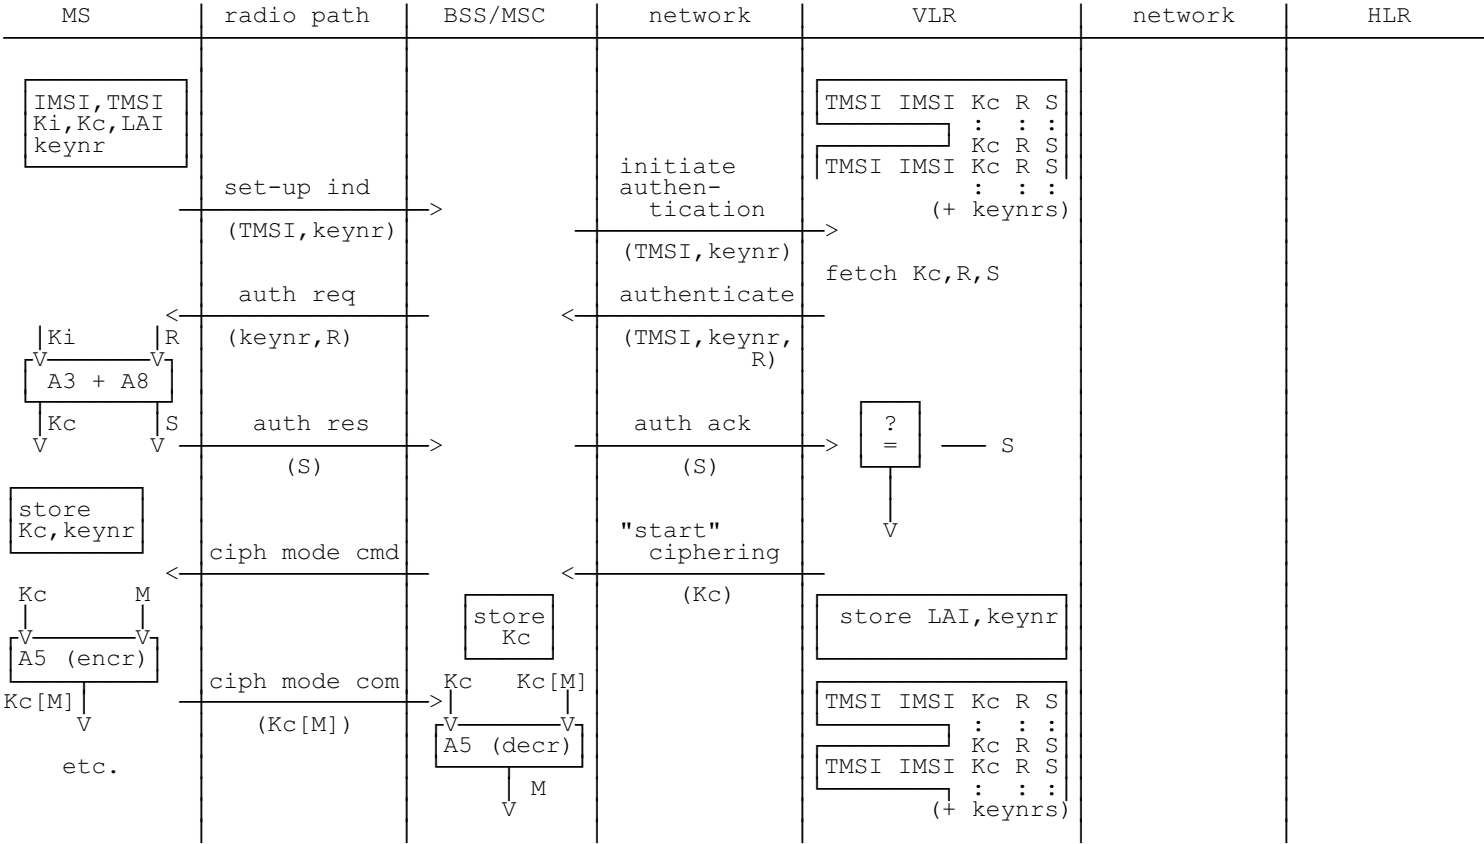 MS radio path BSS/MSC network VLR network HLR
IMSI,TMSI
Ki,Kc,LAI
keynr
TMSI IMSI Kc R S
: : :
Kc R S
TMSI IMSI Kc R S
: : :
(+ keynrs)
set-up ind
(TMSI,keynr)
initiate
authen-
tication
(TMSI,keynr)
fetch Kc,R,S
auth req
(keynr,R)
authenticate
(TMSI,keynr,
R)
Ki R
A3 + A8
Kc S
auth res
(S)
auth ack
(S)
?
=
S
store
Kc,keynr
ciph mode cmd
"start"
ciphering
(Kc)
Kc M
A5 (encr)
Kc[M]
etc.
store
Kc
store LAI,keynr
ciph mode com
(Kc[M])
Kc Kc[M]
A5 (decr)
M
TMSI IMSI Kc R S
: : :
Kc R S
TMSI IMSI Kc R S
: : :
(+ keynrs)